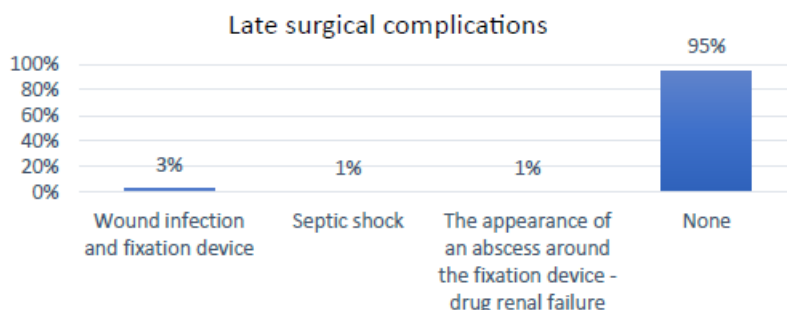 Late surgical complications
95%
100%
80%
60%
40%
20%
0%
3%
1%
1%
Wound infection
and fixation device
Septic shock
The appearance of
an abscess around
the fixation device -
drug renal failure
None